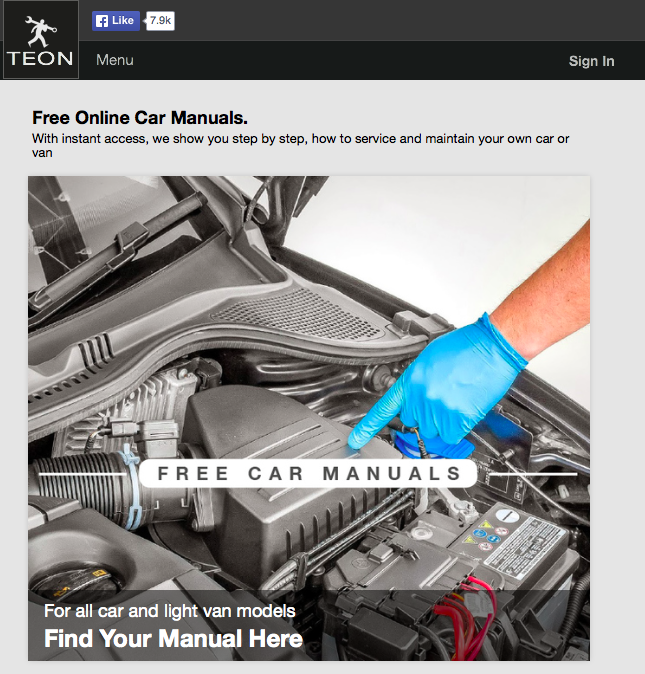 Like 7.9k
TEON
Menu
Sign In
Free Online Car Manuals.
With instant access, we show you step by step, how to service and maintain your own car or
van
FREE CAR MANUALS
For all car and light van models
Find Your Manual Here